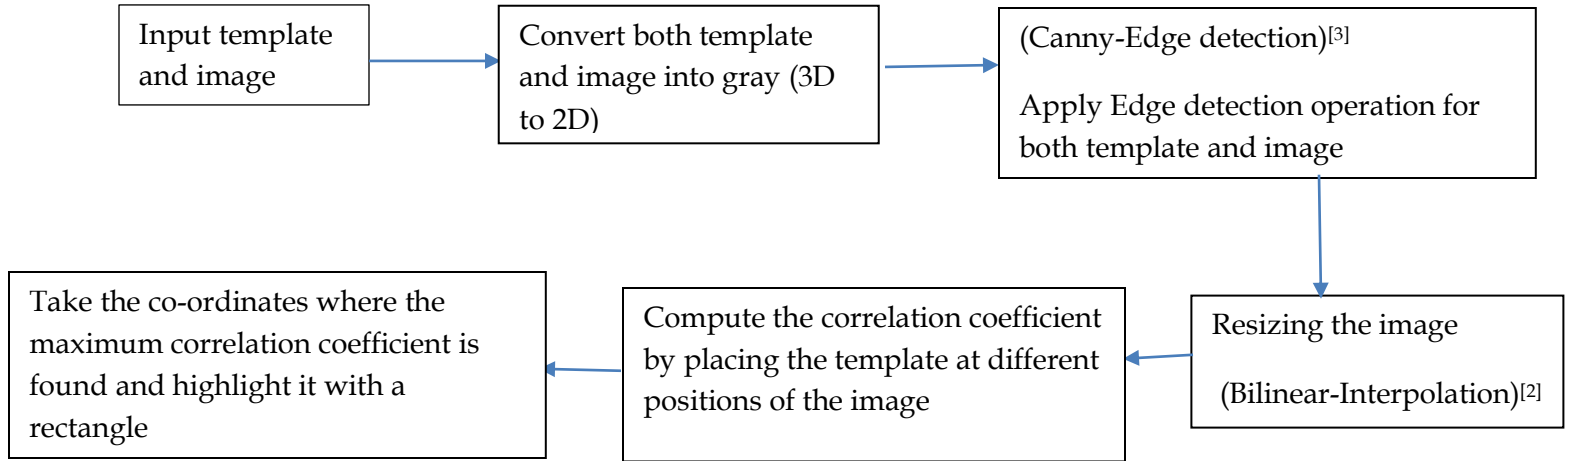 Input template
and image
Convert both template
and image into gray (3D
to 2D)
(Canny-Edge detection)[3]
Apply Edge detection operation for
both template and image
Resizing the image
(Bilinear-Interpolation)[2]
Compute the correlation coefficient
by placing the template at different
positions of the image
Take the co-ordinates where the
maximum correlation coefficient is
found and highlight it with a
rectangle